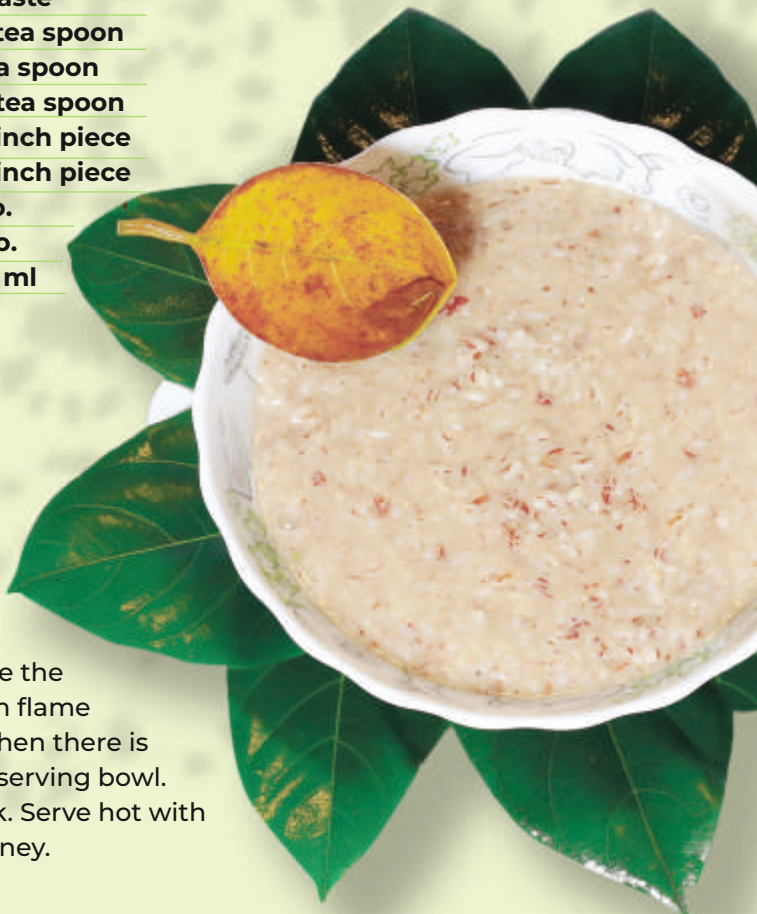 tea spoon
a spoon
tea spoon
inch piece
inch piece
o.
ml
e the
n flame
hen there is
serving bowl.
k. Serve hot with
ney.